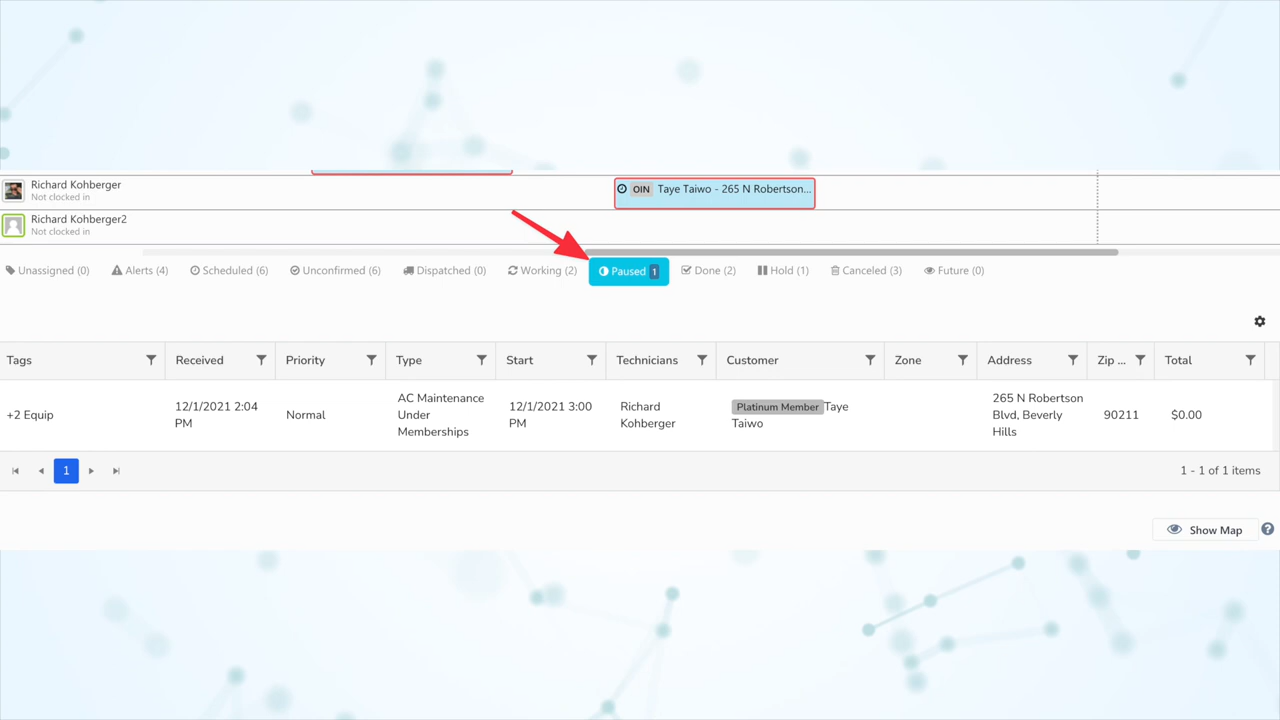 Richard Kohberger
Not clocked in
OIN Taye Taiwo - 265 N Robertson...
Richard Kohberger2
Not clocked in
Unassigned (0) Alerts (4) Scheduled (6) Unconfirmed (6) Dispatched (0) Working (2) Paused 1 Done (2) Hold (1) Canceled (3) Future (0)
Tags Received Priority Type Start Technicians Customer Zone Address Zip ... Total
+2 Equip
12/1/2021 2:04
PM
Normal
AC Maintenance
Under
Memberships
12/1/2021 3:00
PM
Richard
Kohberger
Platinum Member Taye
Taiwo
265 N Robertson
Blvd, Beverly
Hills
90211
$0.00
1
1 - 1 of 1 items
Show Map